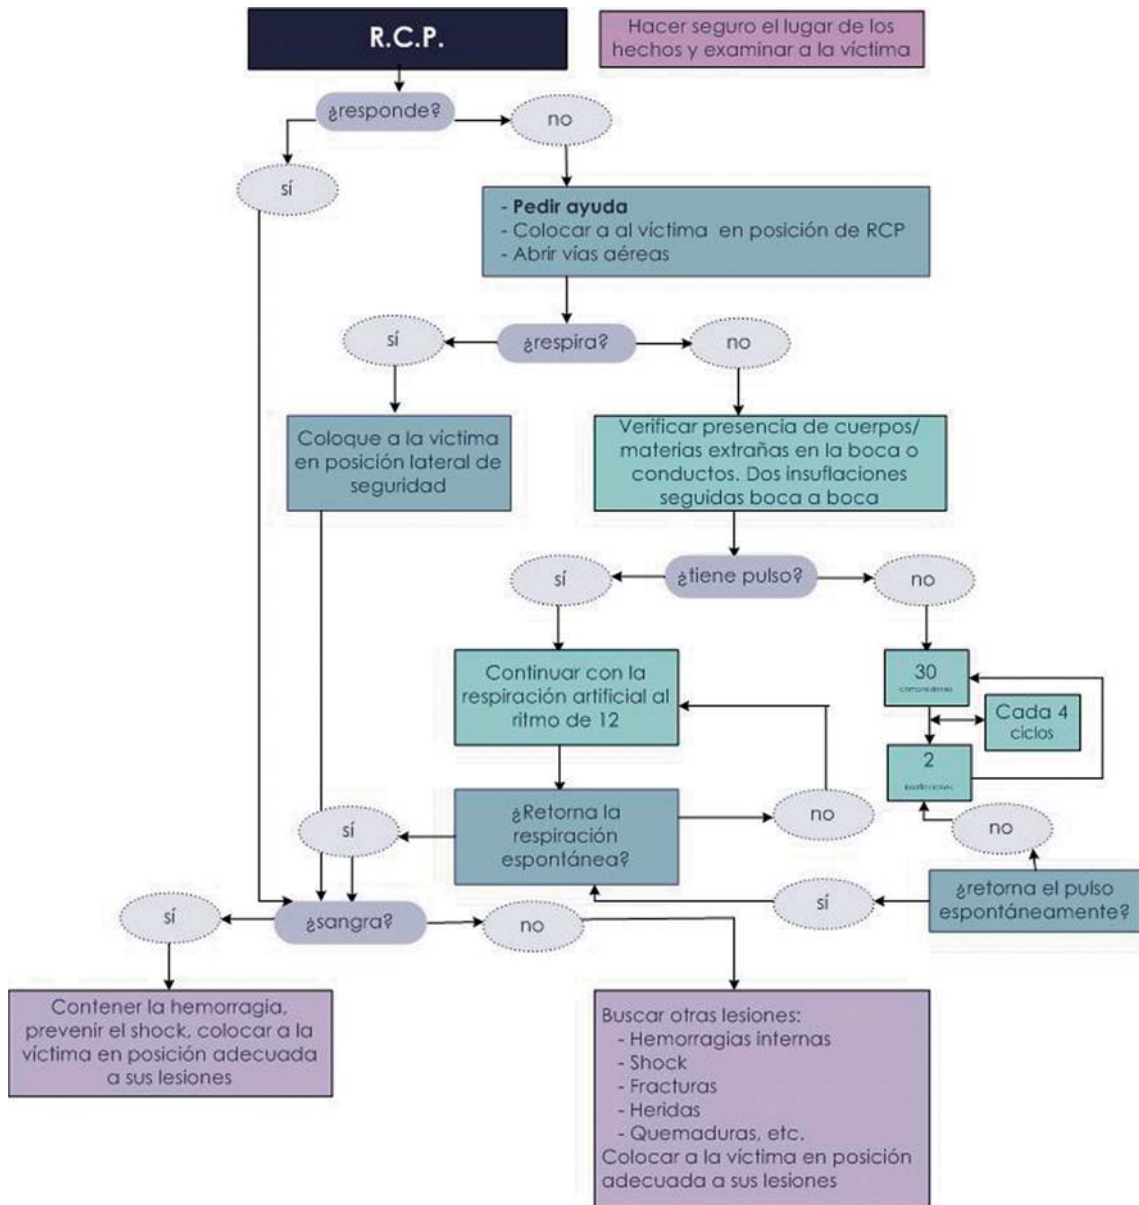 R.C.P.
Hacer seguro el lugar de los
hechos y examinar a la víctima
¿responde?
no
sí
- Pedir ayuda
- Colocar a al víctima en posición de RCP
- Abrir vías aéreas
sí
¿respira?
no
Coloque a la víctima
en posición lateral de
seguridad
Verificar presencia de cuerpos/
materias extrañas en la boca o
conductos. Dos insuflaciones
seguidas boca a boca
sí
¿tiene pulso?
no
Continuar con la
respiración artificial al
ritmo de 12
30
Cada 4
ciclos
2
insuflaciones
¿Retorna la
respiración
espontánea?
sí
no
no
sí
¿retorna el pulso
espontáneamente?
sí
¿sangra?
no
Contener la hemorragia,
prevenir el shock, colocar a la
víctima en posición adecuada
a sus lesiones
Buscar otras lesiones:
- Hemorragias internas
- Shock
- Fracturas
- Heridas
- Quemaduras, etc.
Colocar a la víctima en posición
adecuada a sus lesiones